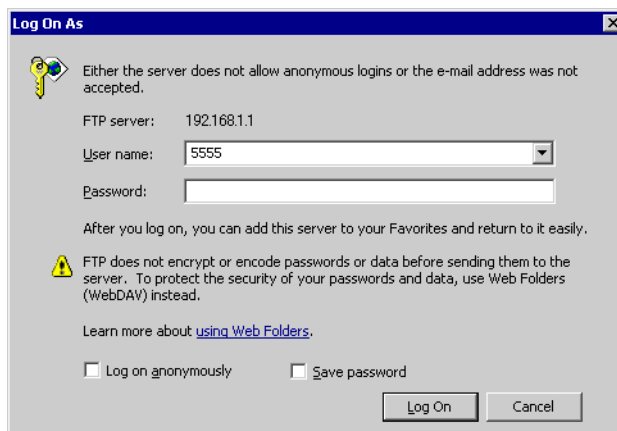 Log On As
Either the server does not allow anonymous logins or the e-mail address was not
accepted.
FTP server: 192.168.1.1
User name: 5555
Password:
After you log on, you can add this server to your Favorites and return to it easily.
FTP does not encrypt or encode passwords or data before sending them to the
server. To protect the security of your passwords and data, use Web Folders
(WebDAV) instead.
Learn more about using Web Folders.
Log on anonymously Save password
Log On Cancel